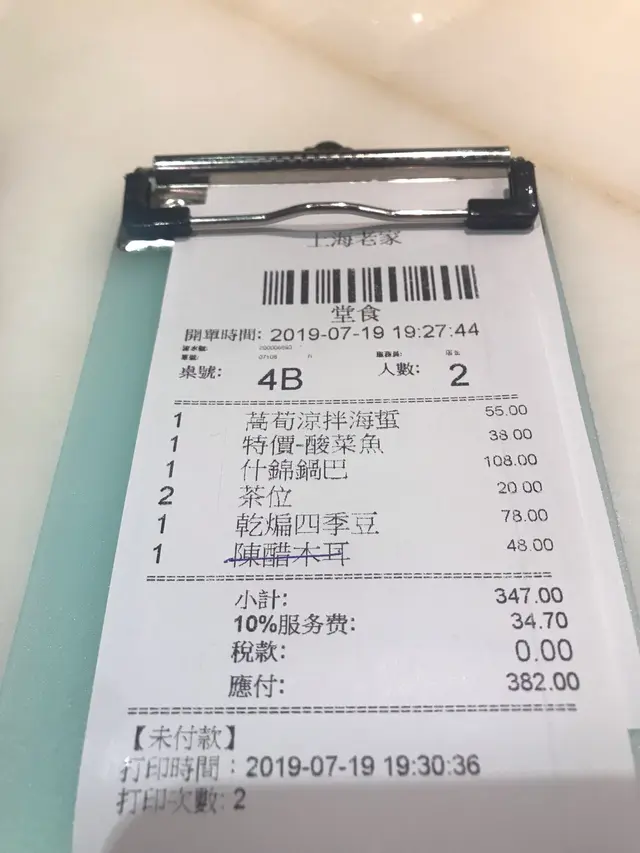 上海老家
堂食
開單時間: 2019-07-19 19:27:44
桌號: 4B 人數: 2
1 萵荀涼拌海蜇 55.00
1 特價-酸菜魚 38.00
1 什錦鍋巴 108.00
2 茶位 20.00
1 乾煸四季豆 78.00
1 陳醋木耳 48.00
小計: 347.00
10%服务费: 34.70
稅款: 0.00
應付: 382.00
【未付款】
打印時間：2019-07-19 19:30:36
打印次數: 2